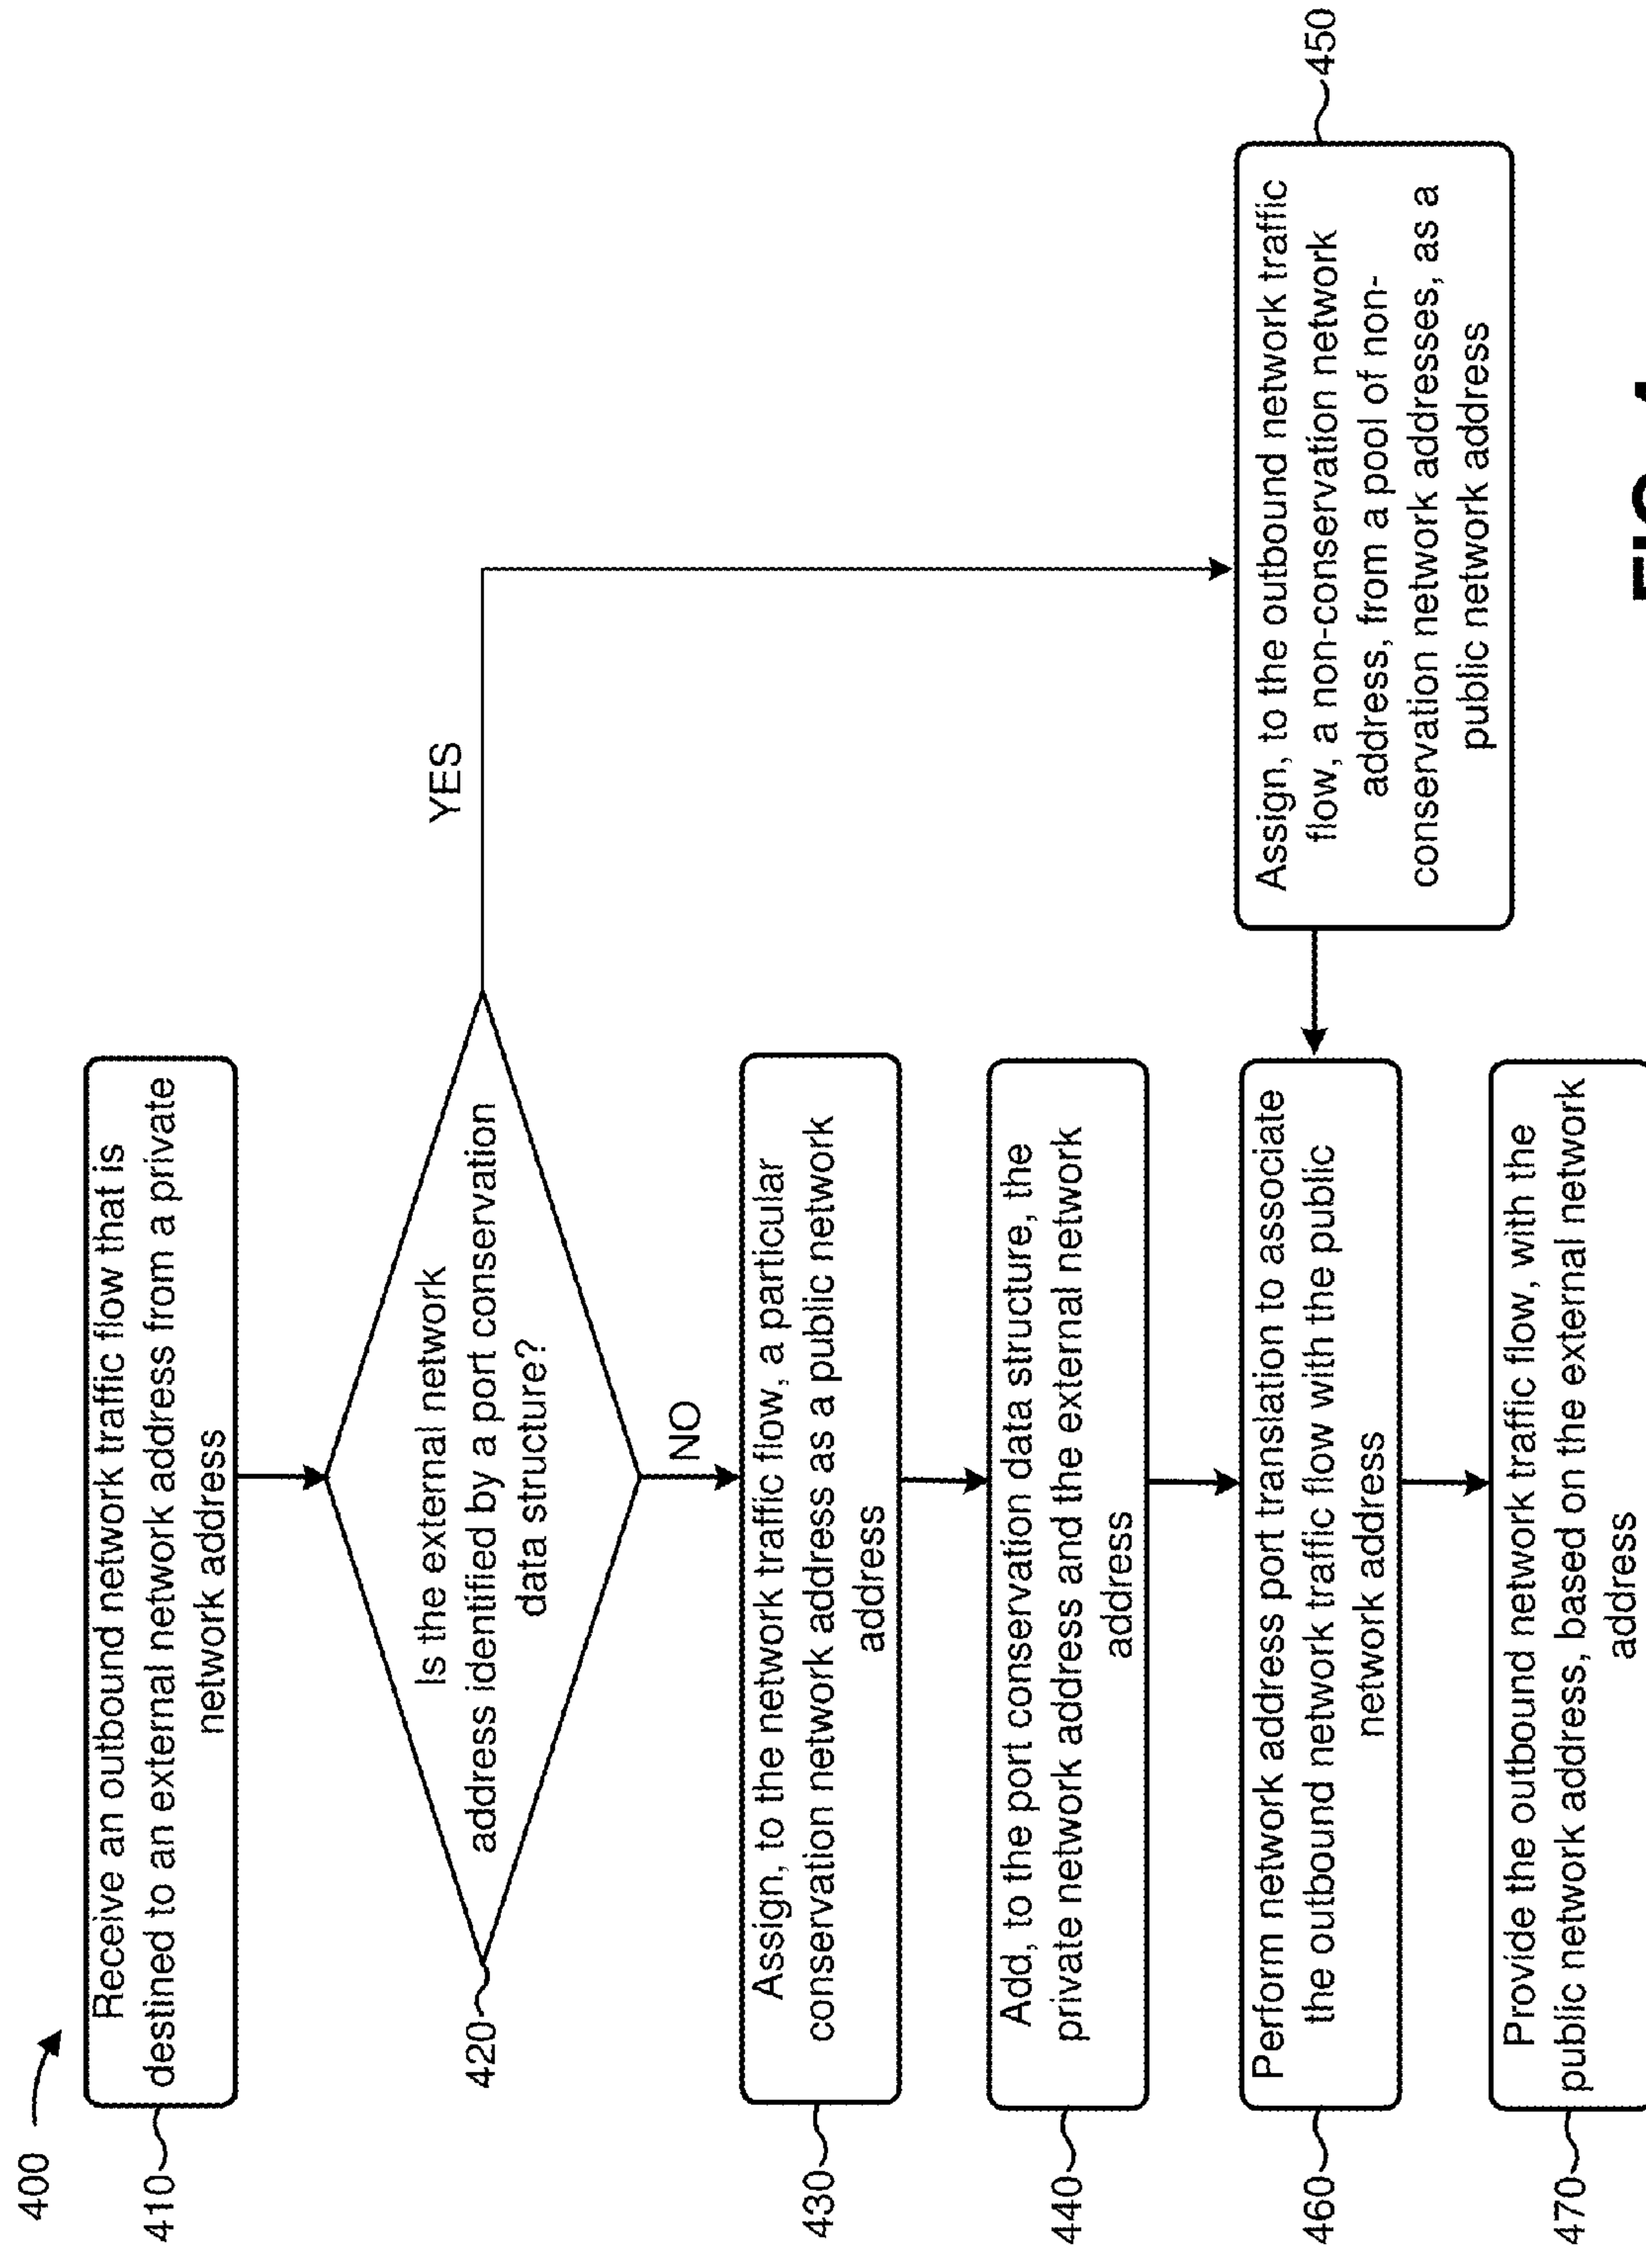 400
410
Receive an outbound network traffic flow that is
destined to an external network address from a private
network address
420
Is the external network
address identified by a port conservation
data structure?
YES
NO
430
Assign, to the network traffic flow, a particular
conservation network address as a public network
address
440
Add, to the port conservation data structure, the
private network address and the external network
address
450
Assign, to the outbound network traffic
flow, a non-conservation network
address, from a pool of non-
conservation network addresses, as a
public network address
460
Perform network address port translation to associate
the outbound network traffic flow with the public
network address
470
Provide the outbound network traffic flow, with the
public network address, based on the external network
address